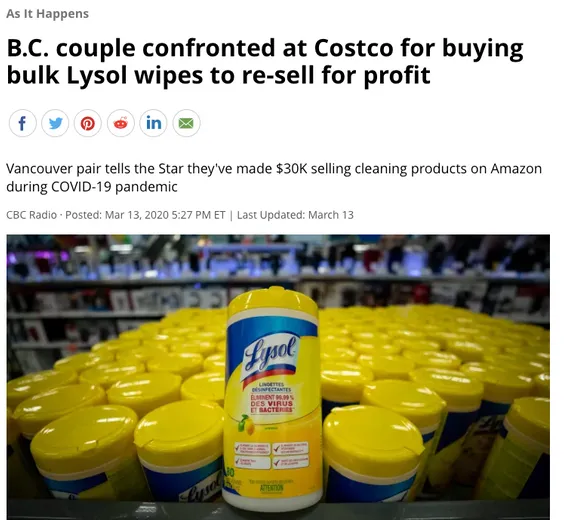 As It Happens
B.C. couple confronted at Costco for buying
bulk Lysol wipes to re-sell for profit
Vancouver pair tells the Star they've made $30K selling cleaning products on Amazon
during COVID-19 pandemic
CBC Radio · Posted: Mar 13, 2020 5:27 PM ET | Last Updated: March 13
Lysol
LINGETTES
DÉSINFECTANTES
ÉLIMINENT 99,99 %
DES VIRUS
ET BACTÉRIES
ATTENTION
Lysol